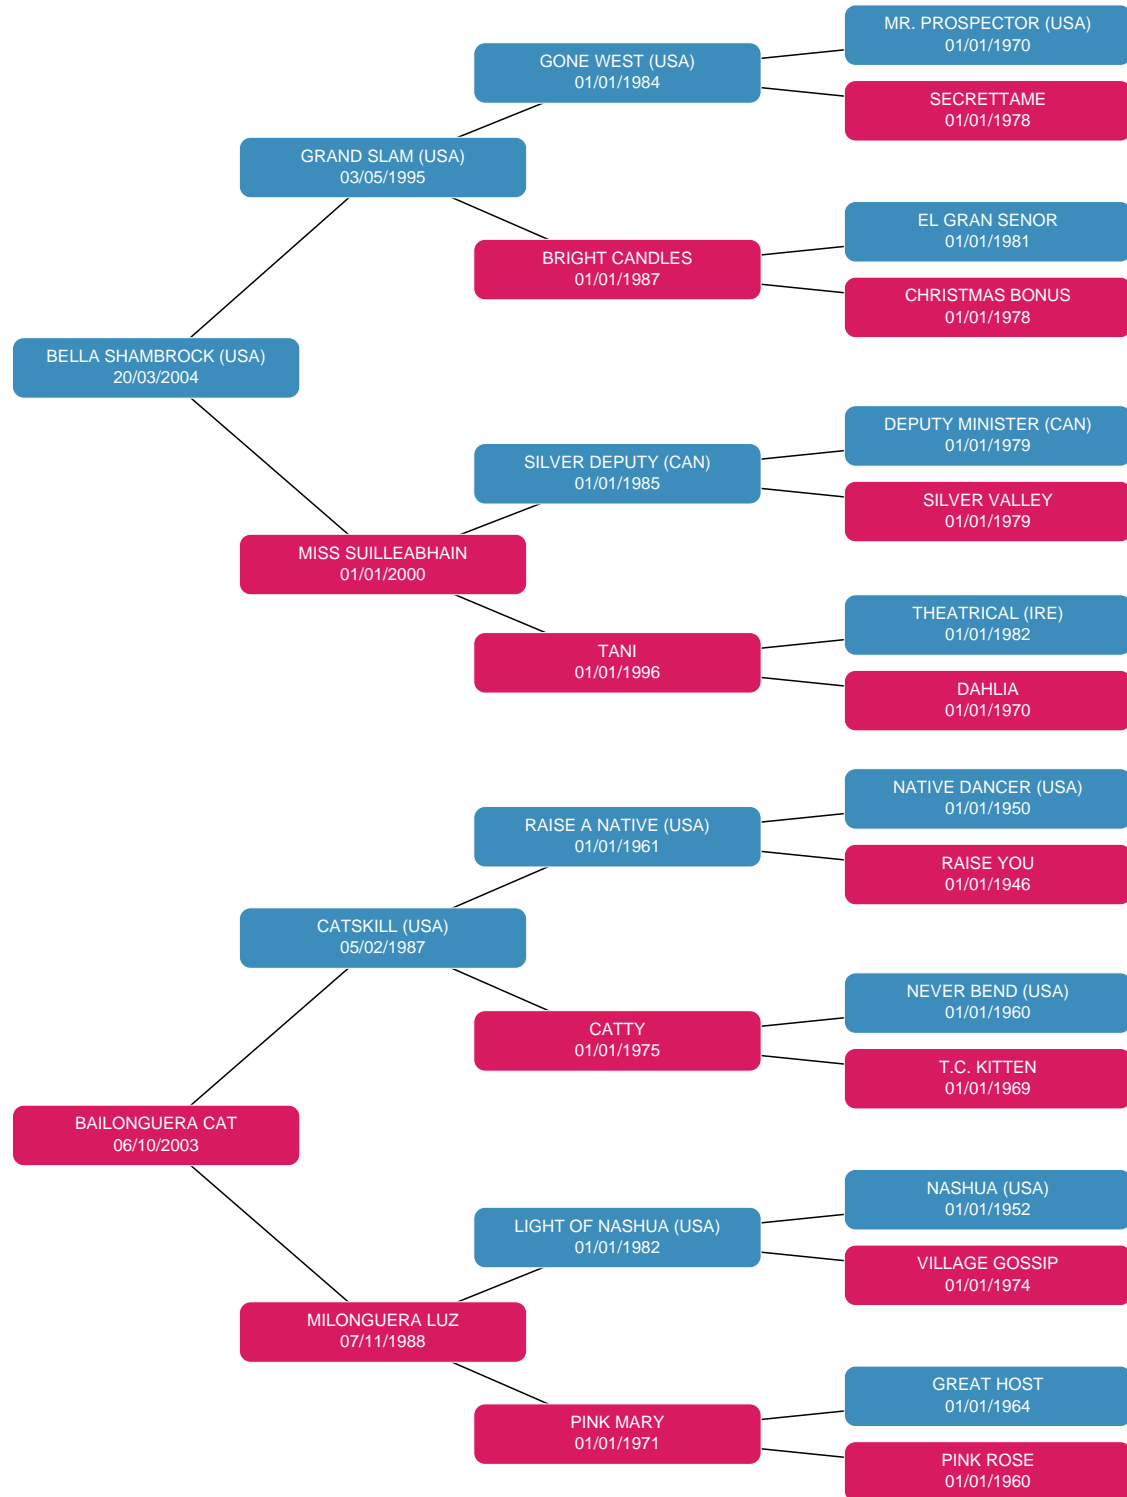 MR. PROSPECTOR (USA)
01/01/1970
GONE WEST (USA)
01/01/1984
SECRETTAME
01/01/1978
GRAND SLAM (USA)
03/05/1995
EL GRAN SENOR
01/01/1981
BRIGHT CANDLES
01/01/1987
CHRISTMAS BONUS
01/01/1978
BELLA SHAMBROCK (USA)
20/03/2004
DEPUTY MINISTER (CAN)
01/01/1979
SILVER DEPUTY (CAN)
01/01/1985
SILVER VALLEY
01/01/1979
MISS SUILLEABHAIN
01/01/2000
THEATRICAL (IRE)
01/01/1982
TANI
01/01/1996
DAHLIA
01/01/1970
NATIVE DANCER (USA)
01/01/1950
RAISE A NATIVE (USA)
01/01/1961
RAISE YOU
01/01/1946
CATSKILL (USA)
05/02/1987
NEVER BEND (USA)
01/01/1960
CATTY
01/01/1975
T.C. KITTEN
01/01/1969
BAILONGUERA CAT
06/10/2003
NASHUA (USA)
01/01/1952
LIGHT OF NASHUA (USA)
01/01/1982
VILLAGE GOSSIP
01/01/1974
MILONGUERA LUZ
07/11/1988
GREAT HOST
01/01/1964
PINK MARY
01/01/1971
PINK ROSE
01/01/1960